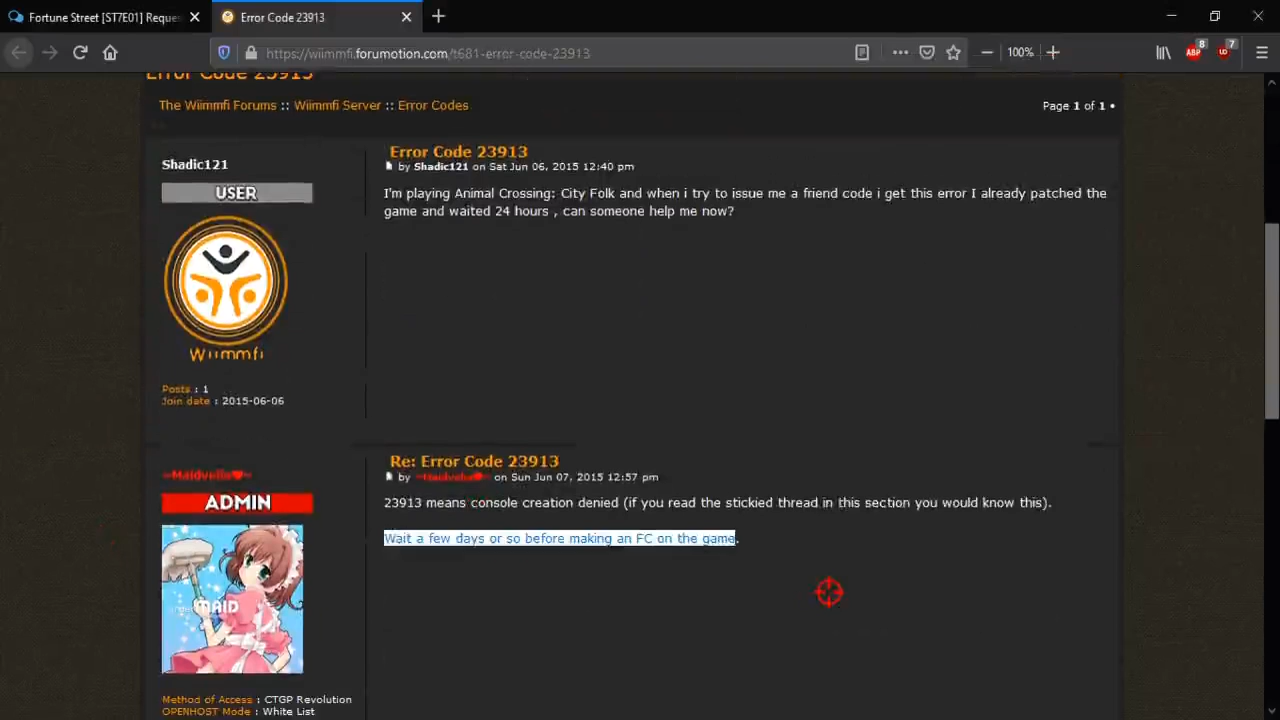 Fortune Street [ST7E01] Reques
Error Code 23913
https://wiimmfi.forumotion.com/t681-error-code-23913
100%
8
7
Error Code 23913
The Wiimmfi Forums :: Wiimmfi Server :: Error Codes
Page 1 of 1 •
Shadic121
USER
Wiimmfi
Posts : 1
Join date : 2015-06-06
Error Code 23913
by Shadic121 on Sat Jun 06, 2015 12:40 pm
I'm playing Animal Crossing: City Folk and when i try to issue me a friend code i get this error I already patched the
game and waited 24 hours , can someone help me now?
ADMIN
MAID
Method of Access : CTGP Revolution
OPENHOST Mode : White List
Re: Error Code 23913
by on Sun Jun 07, 2015 12:57 pm
23913 means console creation denied (if you read the stickied thread in this section you would know this).
Wait a few days or so before making an FC on the game.